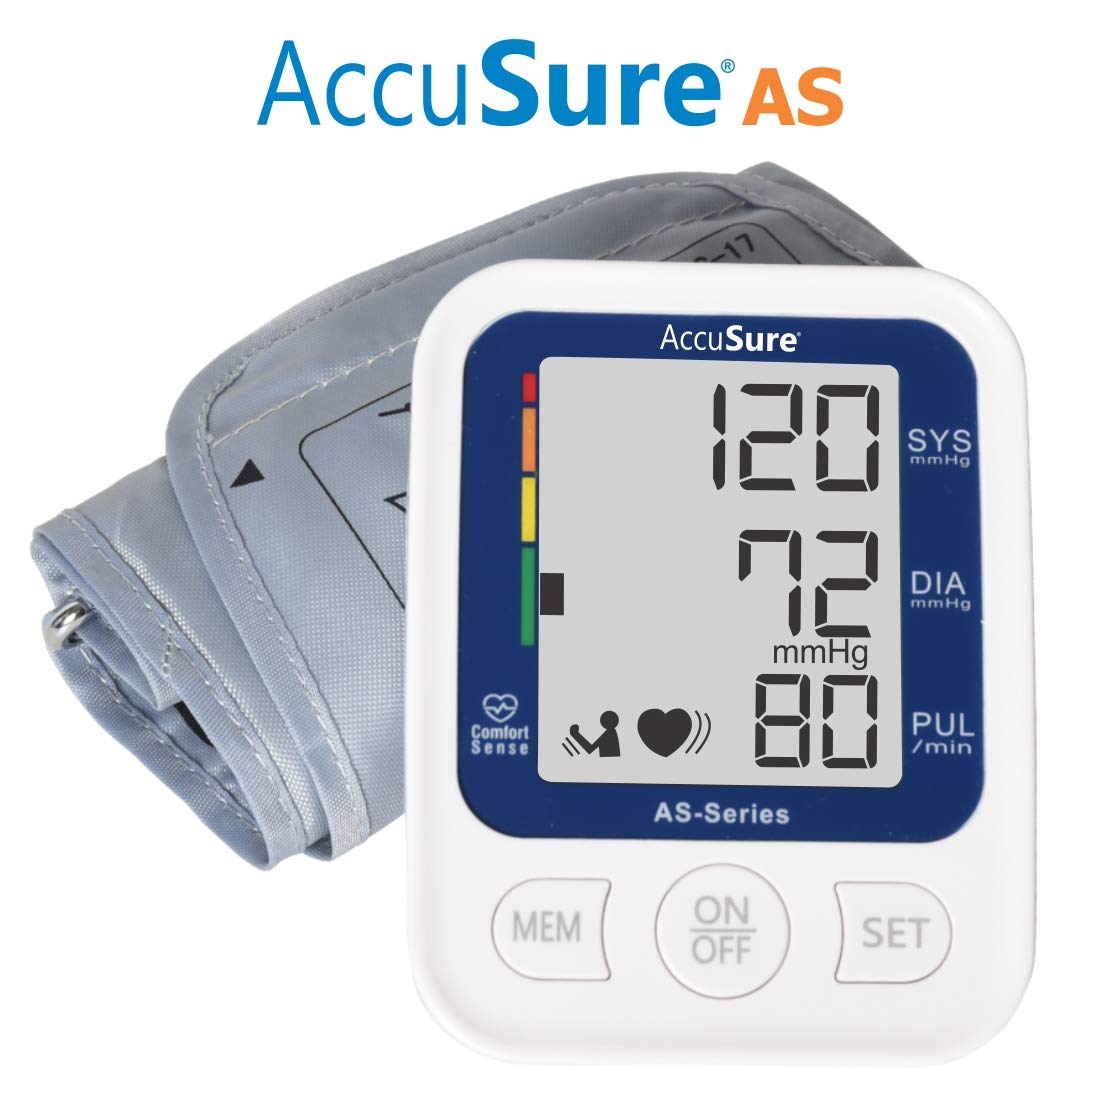 AccuSure® AS
-17
AccuSure®
120
SYS
mmHg
72
DIA
mmHg
mmHg
80
PUL
/min
Comfort
Sense
AS-Series
MEM
ON
OFF
SET